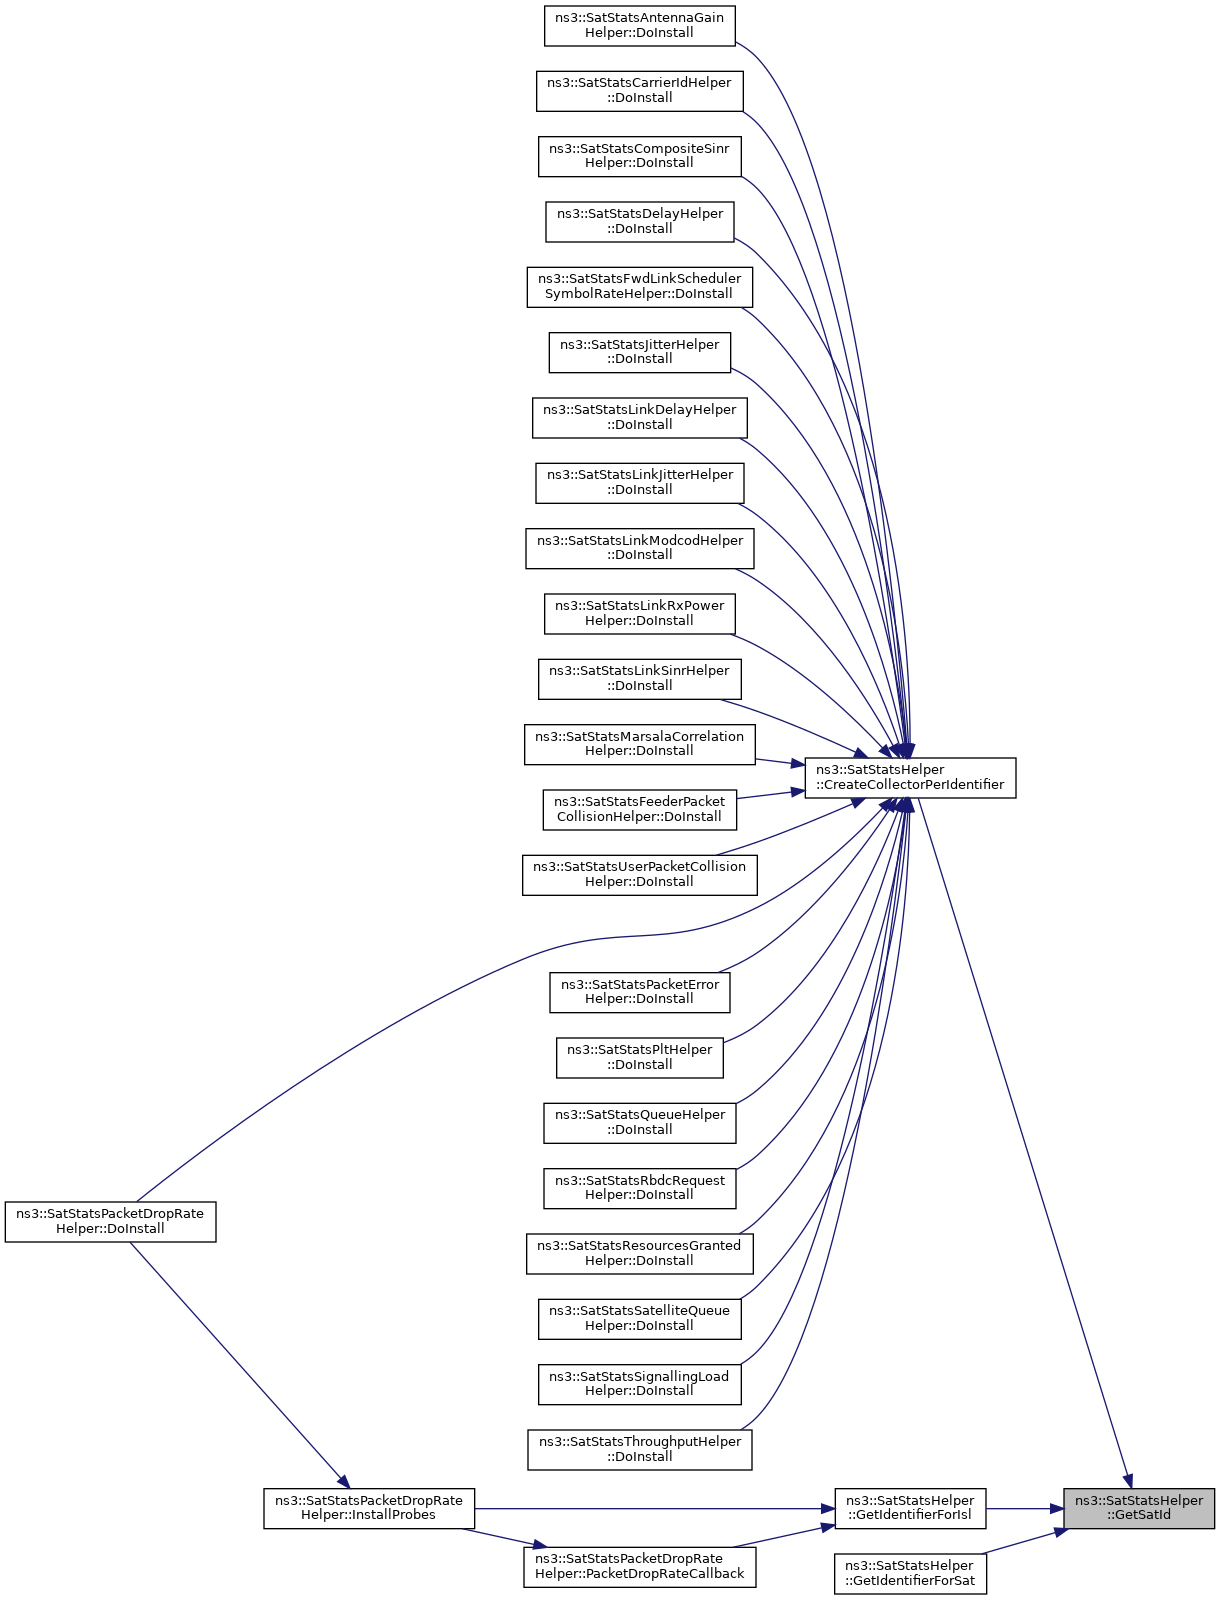 ns3::SatStatsAntennaGain
Helper::DoInstall
ns3::SatStatsCarrierIdHelper
::DoInstall
ns3::SatStatsCompositeSinr
Helper::DoInstall
ns3::SatStatsDelayHelper
::DoInstall
ns3::SatStatsFwdLinkScheduler
SymbolRateHelper::DoInstall
ns3::SatStatsJitterHelper
::DoInstall
ns3::SatStatsLinkDelayHelper
::DoInstall
ns3::SatStatsLinkJitterHelper
::DoInstall
ns3::SatStatsLinkModcodHelper
::DoInstall
ns3::SatStatsLinkRxPower
Helper::DoInstall
ns3::SatStatsLinkSinrHelper
::DoInstall
ns3::SatStatsMarsalaCorrelation
Helper::DoInstall
ns3::SatStatsHelper
::CreateCollectorPerIdentifier
ns3::SatStatsFeederPacket
CollisionHelper::DoInstall
ns3::SatStatsUserPacketCollision
Helper::DoInstall
ns3::SatStatsPacketError
Helper::DoInstall
ns3::SatStatsPltHelper
::DoInstall
ns3::SatStatsQueueHelper
::DoInstall
ns3::SatStatsRbdcRequest
Helper::DoInstall
ns3::SatStatsPacketDropRate
Helper::DoInstall
ns3::SatStatsResourcesGranted
Helper::DoInstall
ns3::SatStatsSatelliteQueue
Helper::DoInstall
ns3::SatStatsSignallingLoad
Helper::DoInstall
ns3::SatStatsThroughputHelper
::DoInstall
ns3::SatStatsPacketDropRate
Helper::InstallProbes
ns3::SatStatsHelper
::GetIdentifierForIsl
ns3::SatStatsHelper
::GetSatId
ns3::SatStatsPacketDropRate
Helper::PacketDropRateCallback
ns3::SatStatsHelper
::GetIdentifierForSat